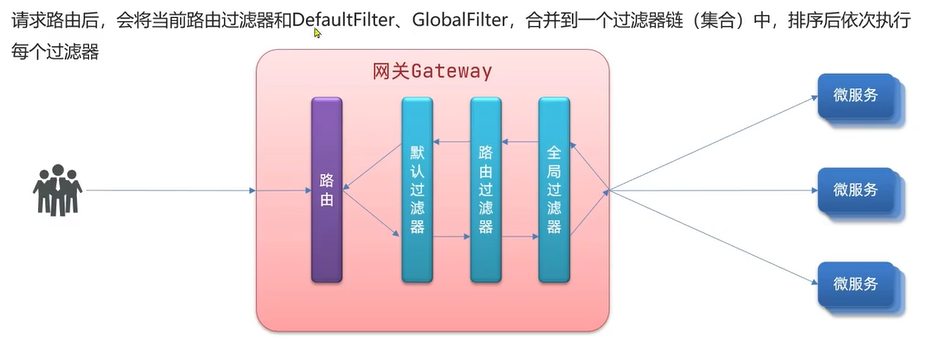 请求路由后，会将当前路由过滤器和DefaultFilter、GlobalFilter，合并到一个过滤器链（集合）中，排序后依次执行
每个过滤器
网关Gateway
路由
默认过滤器
路由过滤器
全局过滤器
微服务
微服务
微服务